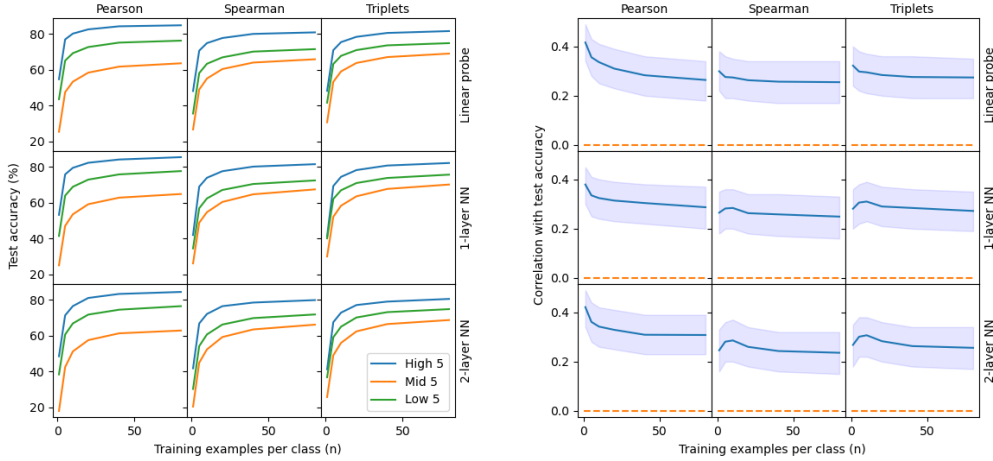 Pearson Spearman Triplets
80
60
40
20
Linear probe
80
60
40
20
1-layer NN
80
60
40
20
2-layer NN
Test accuracy (%)
High 5
Mid 5
Low 5
0 50 0 50 0 50
Training examples per class (n)
Pearson Spearman Triplets
0.4
0.2
0.0
Linear probe
0.4
0.2
0.0
1-layer NN
0.4
0.2
0.0
2-layer NN
Correlation with test accuracy
0 50 0 50 0 50
Training examples per class (n)